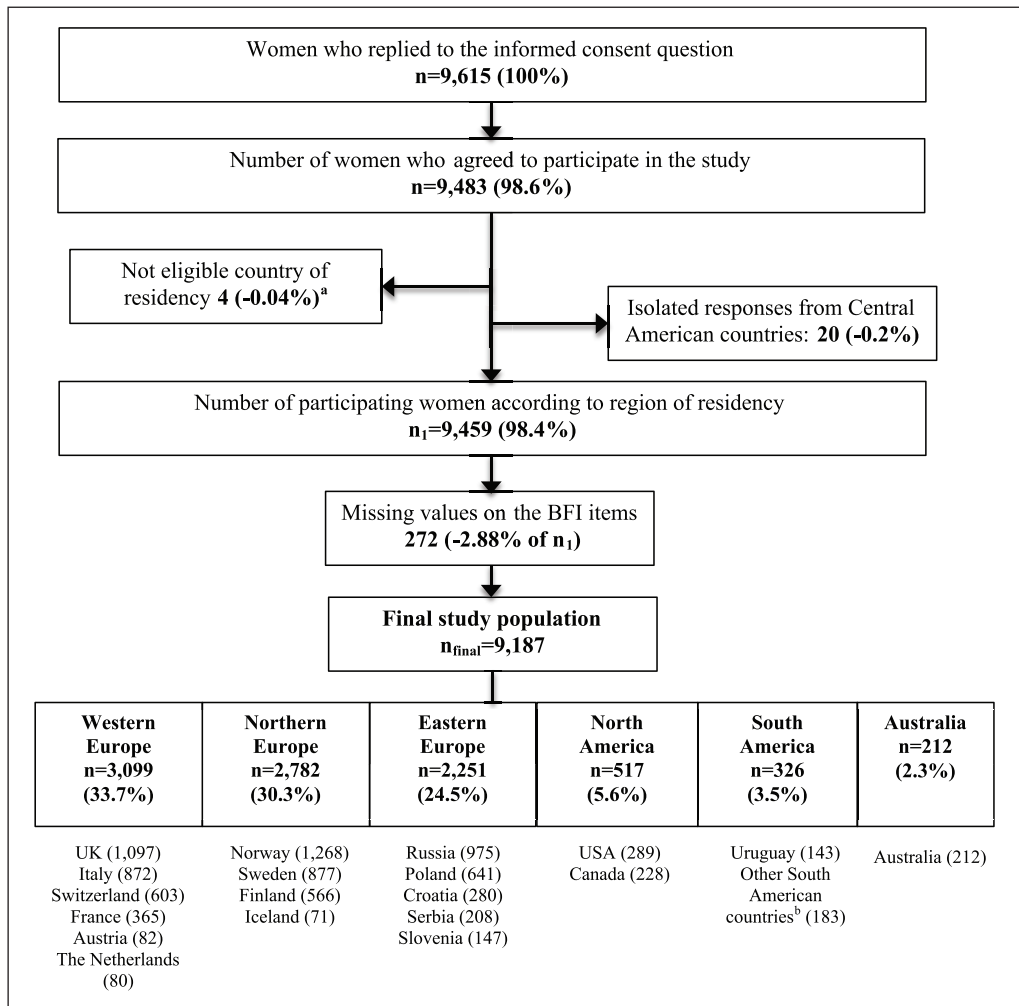 Women who replied to the informed consent question
n=9,615 (100%)
Number of women who agreed to participate in the study
n=9,483 (98.6%)
Not eligible country of
residency 4 (-0.04%)ᵃ
Isolated responses from Central
American countries: 20 (-0.2%)
Number of participating women according to region of residency
n₁=9,459 (98.4%)
Missing values on the BFI items
272 (-2.88% of n₁)
Final study population
n_final=9,187
Western
Europe
n=3,099
(33.7%)
Northern
Europe
n=2,782
(30.3%)
Eastern
Europe
n=2,251
(24.5%)
North
America
n=517
(5.6%)
South
America
n=326
(3.5%)
Australia
n=212
(2.3%)
UK (1,097)
Italy (872)
Switzerland (603)
France (365)
Austria (82)
The Netherlands
(80)
Norway (1,268)
Sweden (877)
Finland (566)
Iceland (71)
Russia (975)
Poland (641)
Croatia (280)
Serbia (208)
Slovenia (147)
USA (289)
Canada (228)
Uruguay (143)
Other South
American
countriesᵇ (183)
Australia (212)